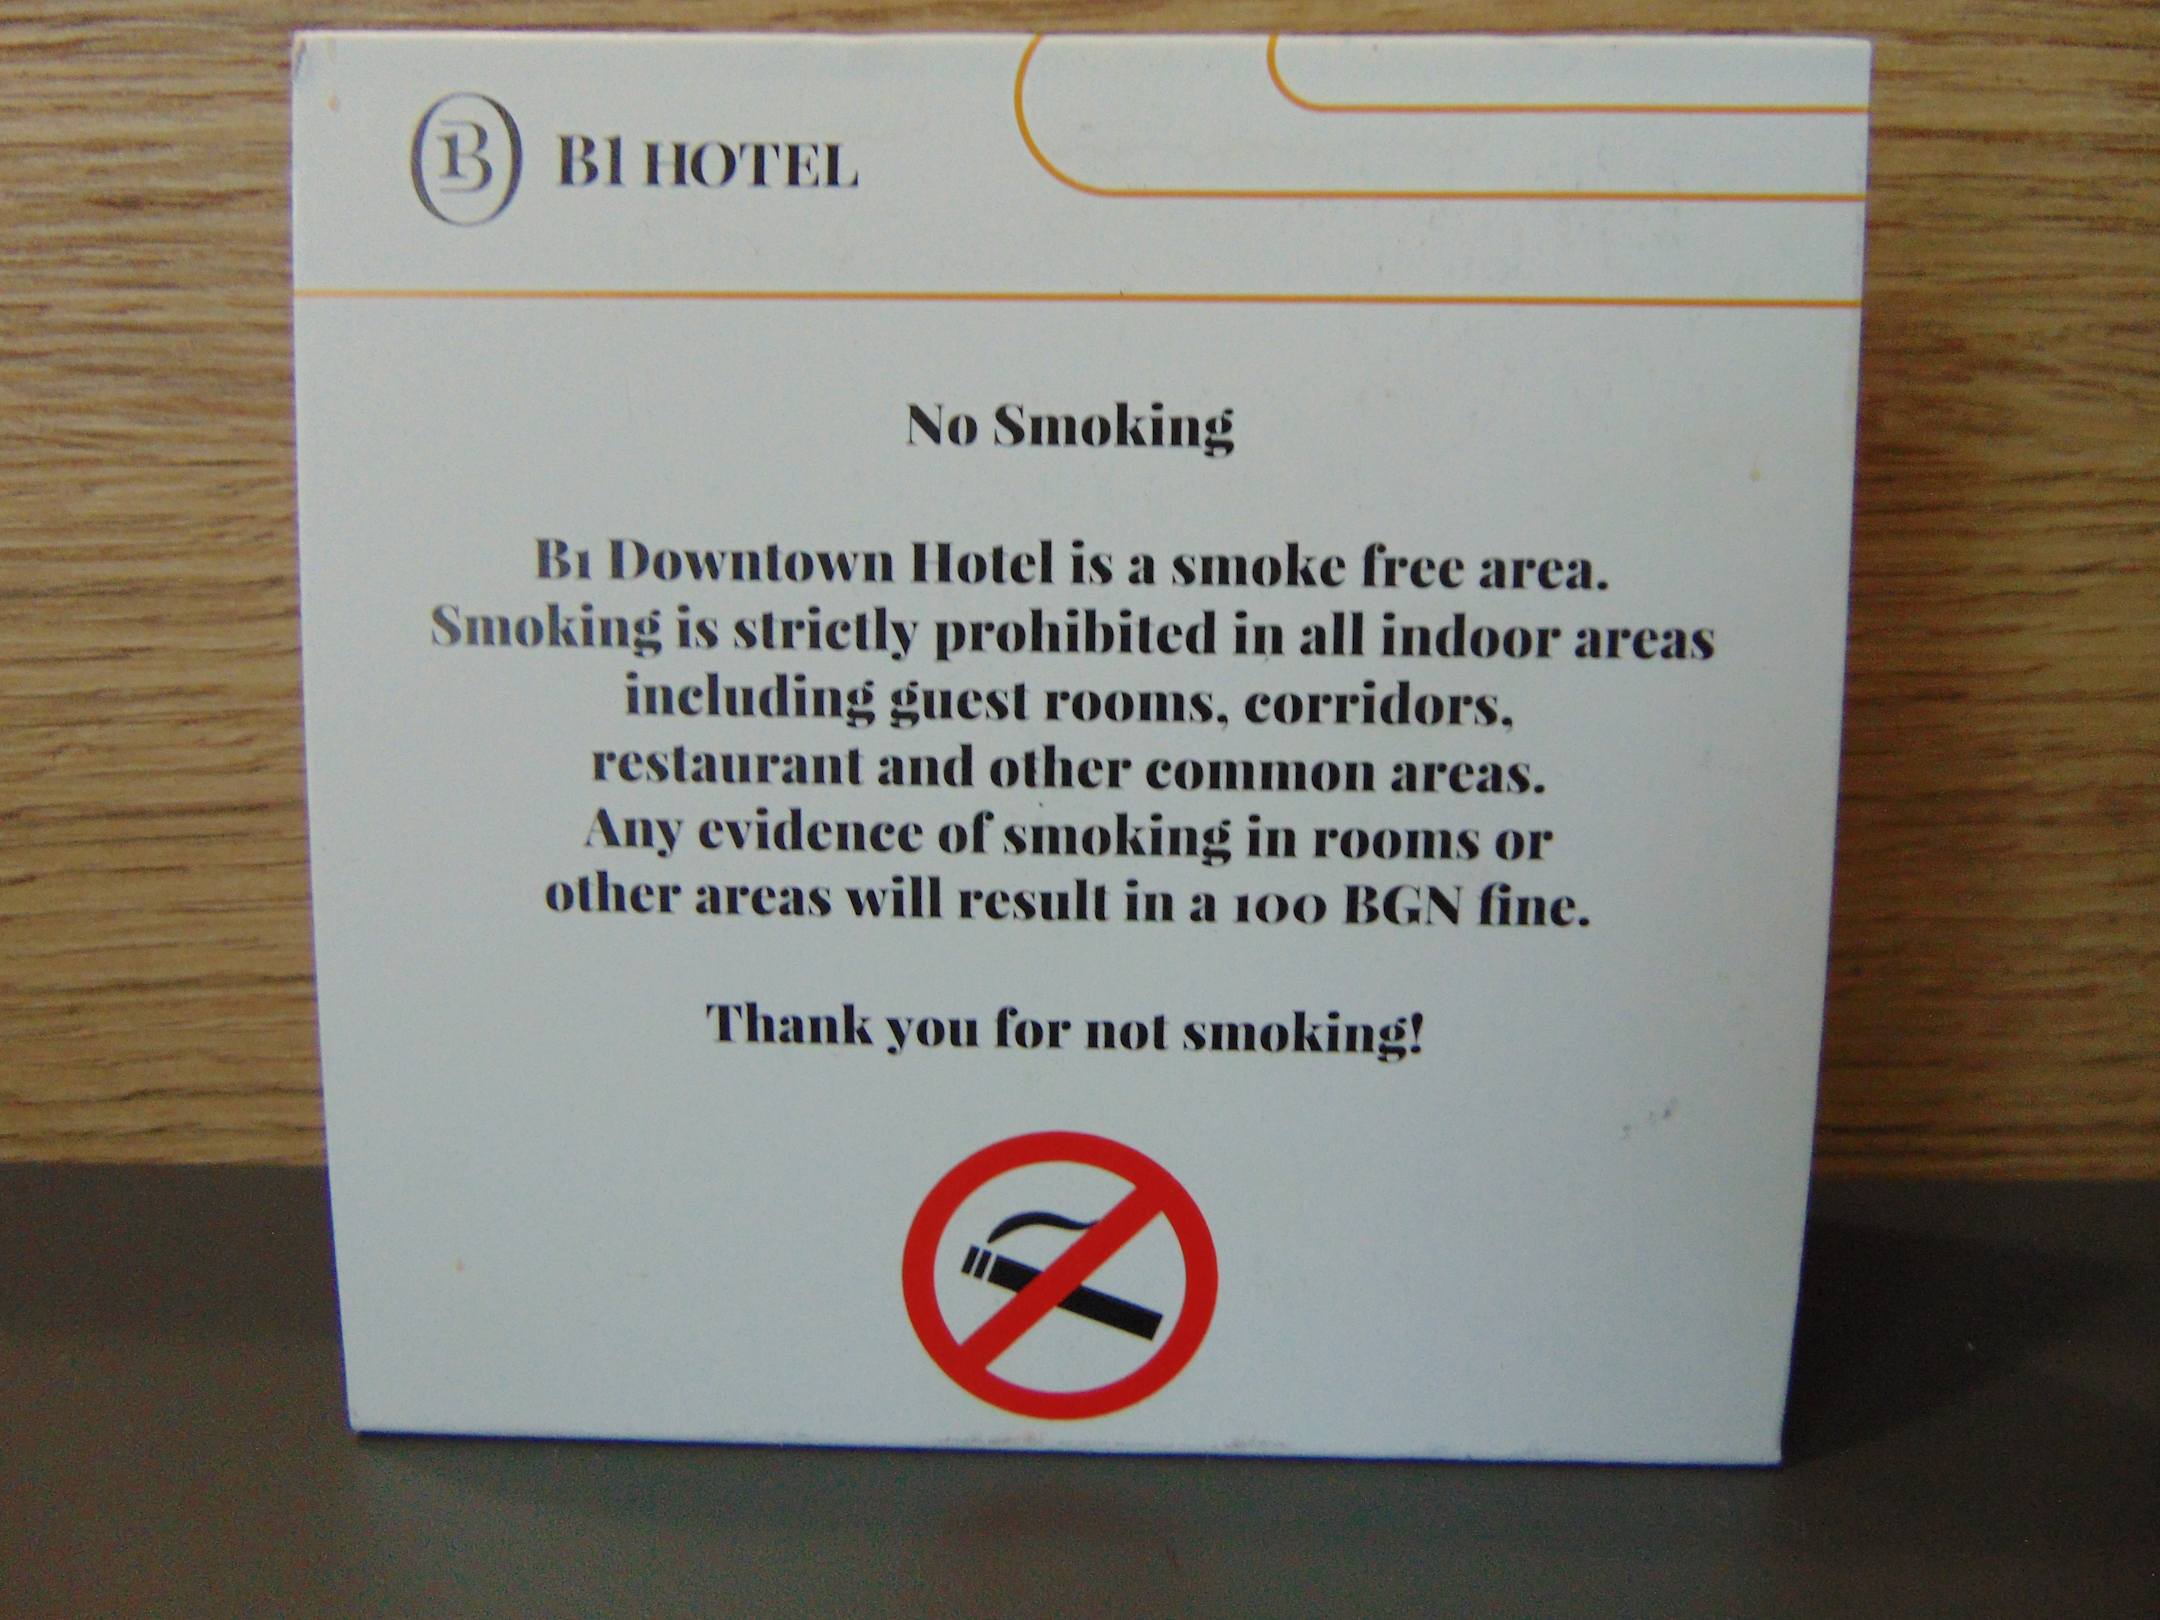 B1 HOTEL
No Smoking
B1 Downtown Hotel is a smoke free area.
Smoking is strictly prohibited in all indoor areas
including guest rooms, corridors,
restaurant and other common areas.
Any evidence of smoking in rooms or
other areas will result in a 100 BGN fine.
Thank you for not smoking!